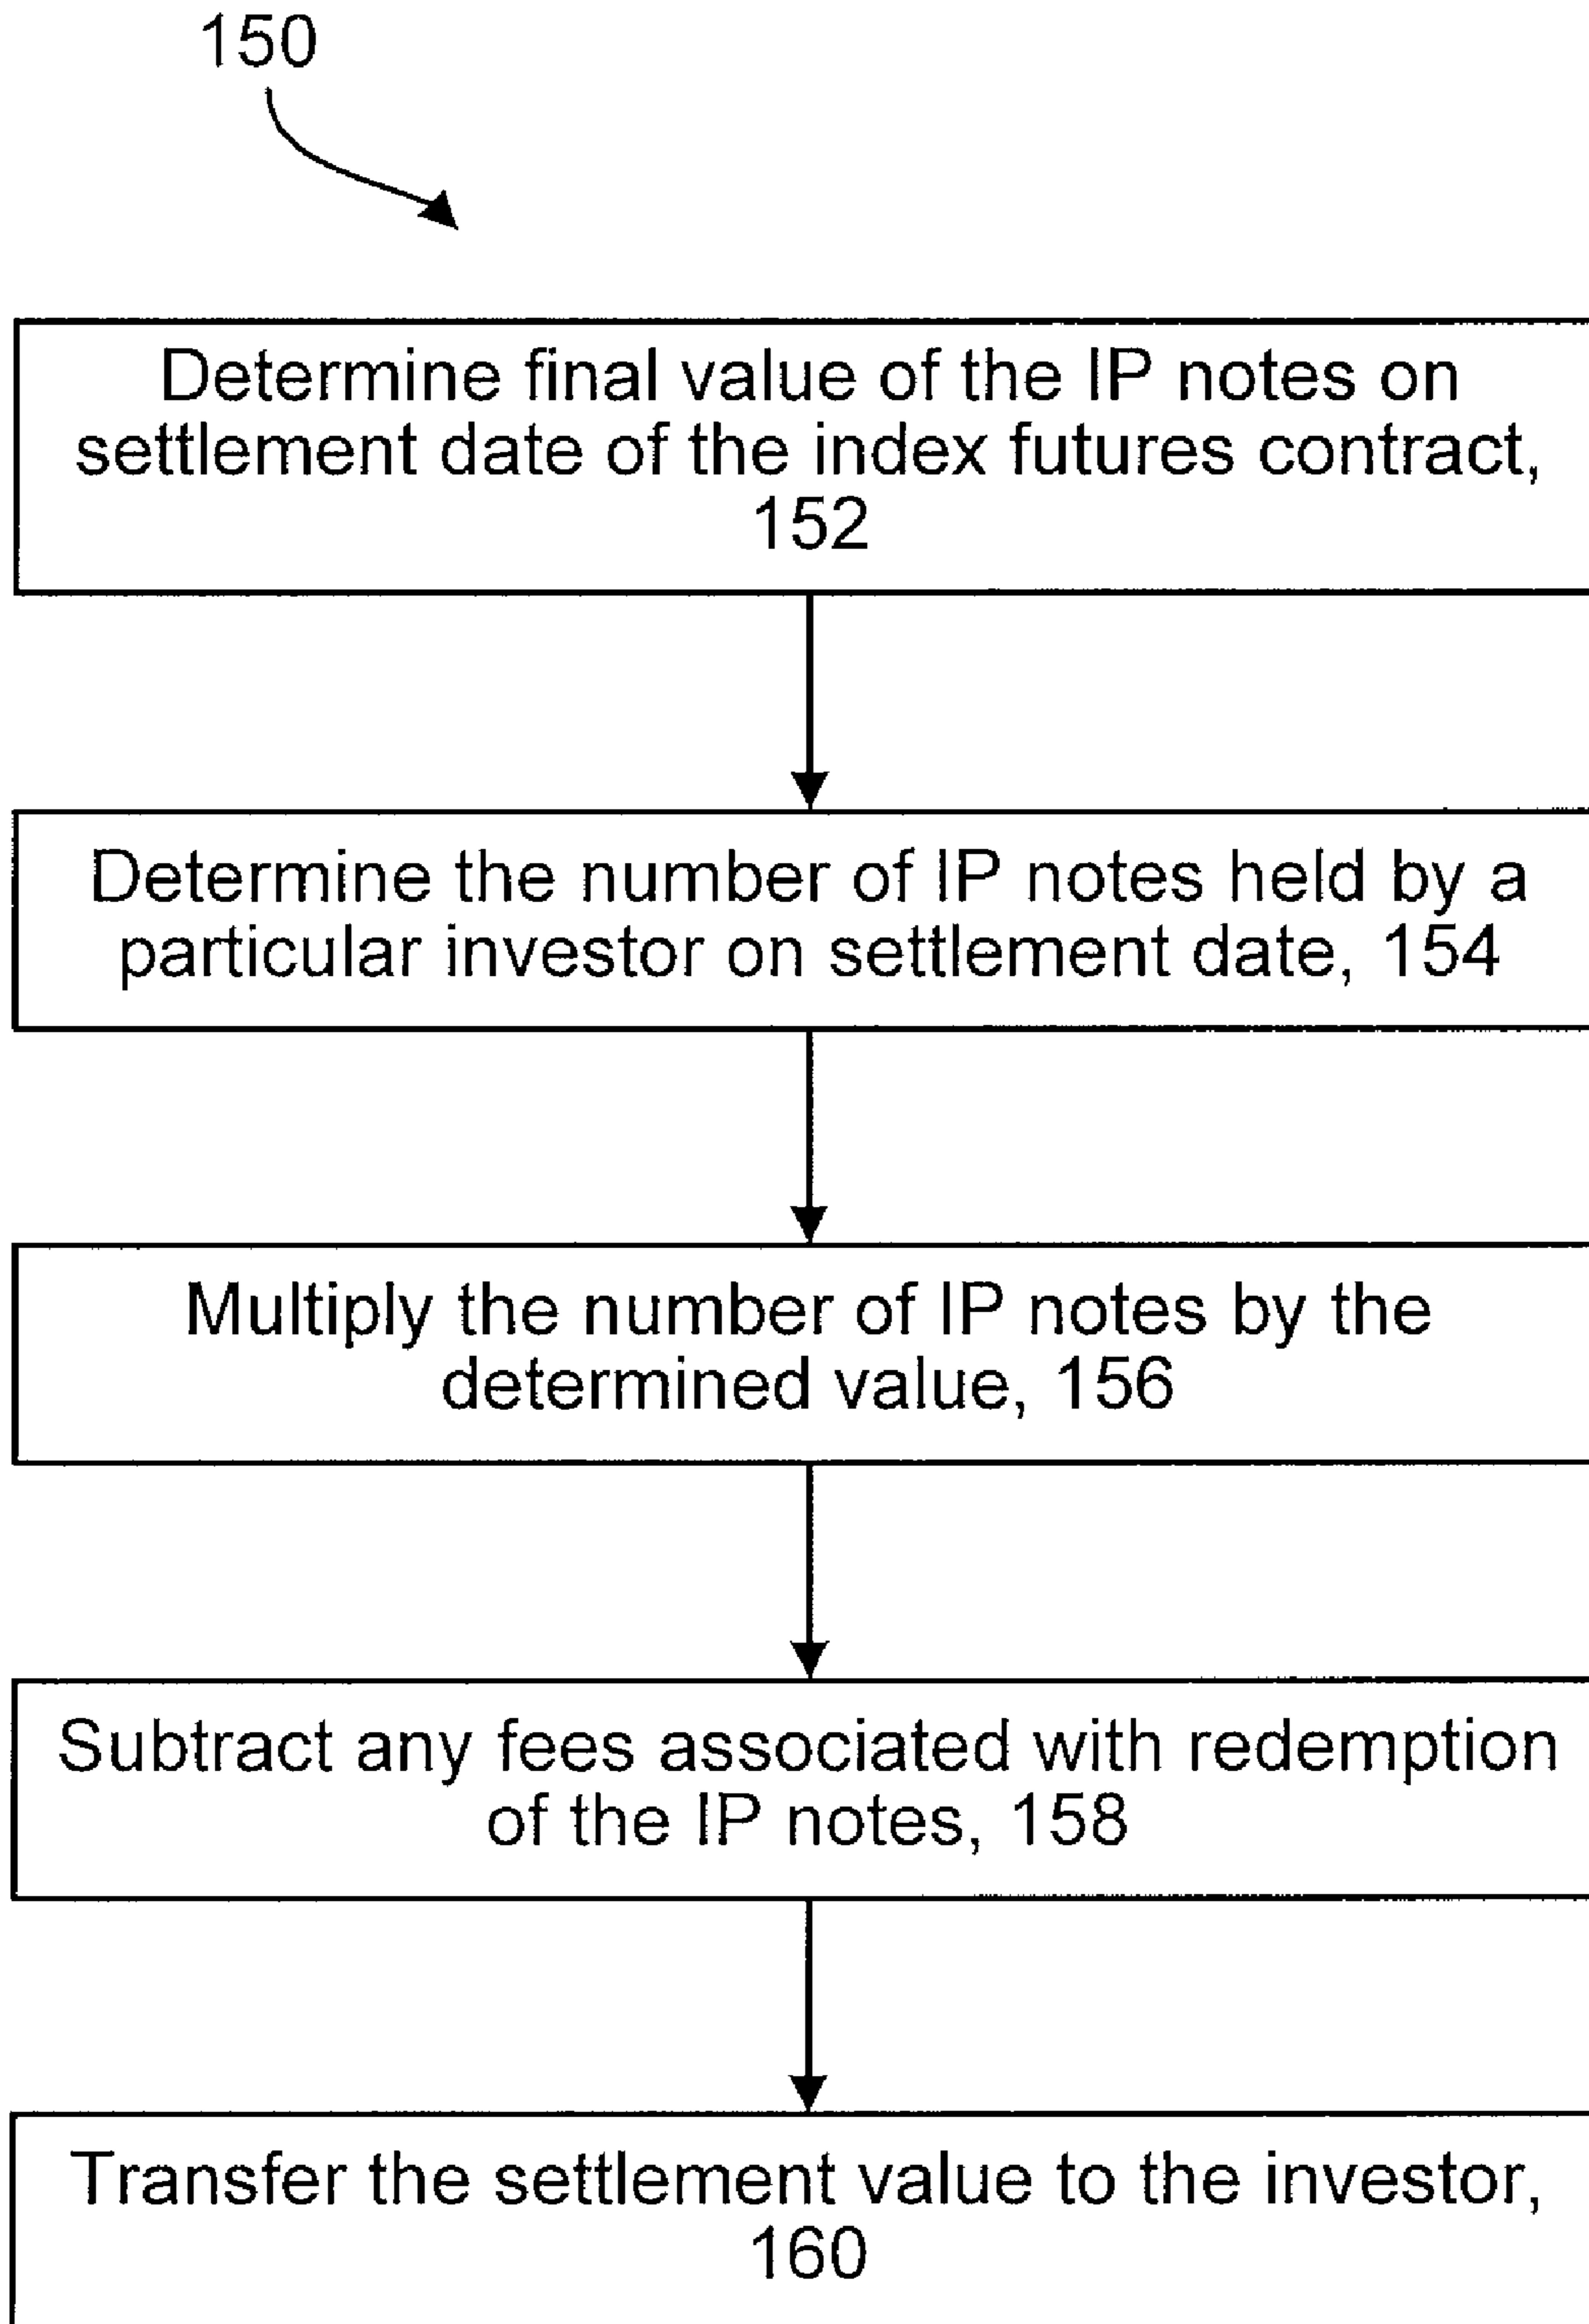 150
Determine final value of the IP notes on
settlement date of the index futures contract,
152
Determine the number of IP notes held by a
particular investor on settlement date, 154
Multiply the number of IP notes by the
determined value, 156
Subtract any fees associated with redemption
of the IP notes, 158
Transfer the settlement value to the investor,
160